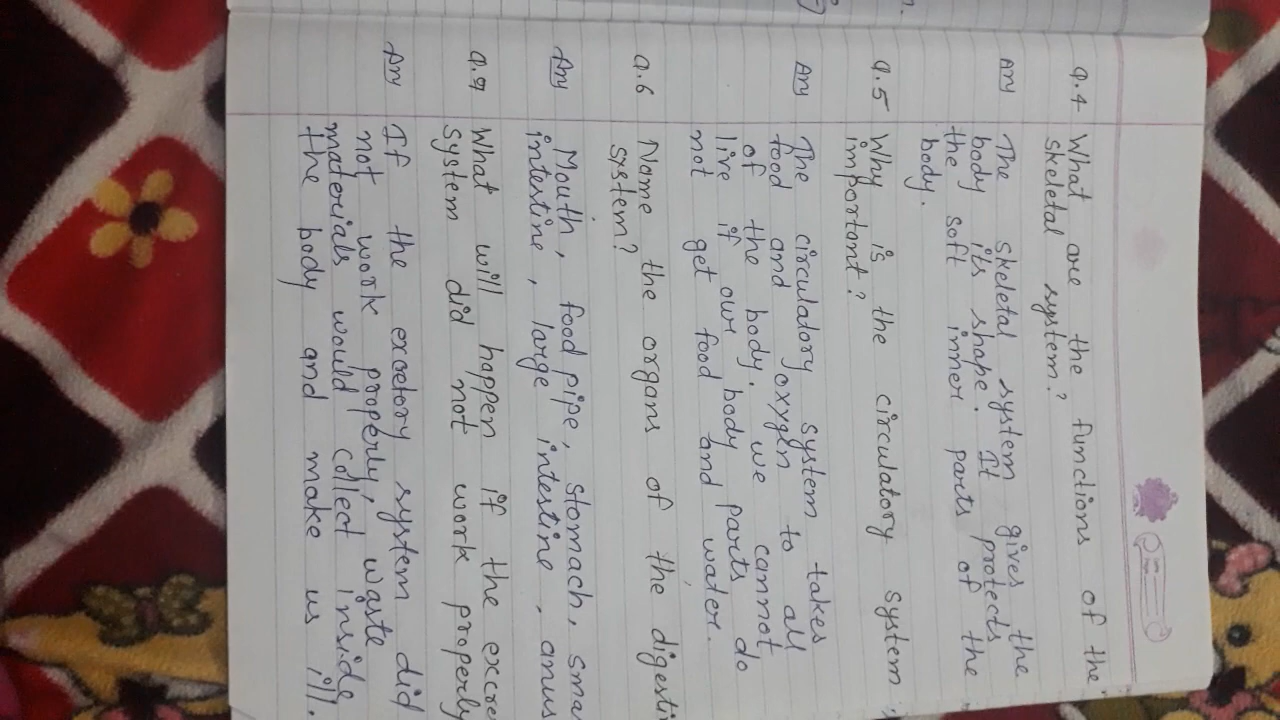 Q.4 What are the functions of the
skeletal system?
Ans The skeletal system gives the
body its shape. It protects
the soft inner parts of the
body.
Q.5 Why is the circulatory system
important?
Ans The circulatory system takes
food and oxygen to all
of the body. we cannot
live if our body parts do
not get food and water.
Q.6 Name the organs of the digesti
system?
Ans Mouth, food pipe, stomach, sma
intestine, large intestine, anus
Q.7 What will happen if the excre
system did not work properly
Ans If the excetory system did
not work properly, waste
materials would collect inside
the body and make us ill.